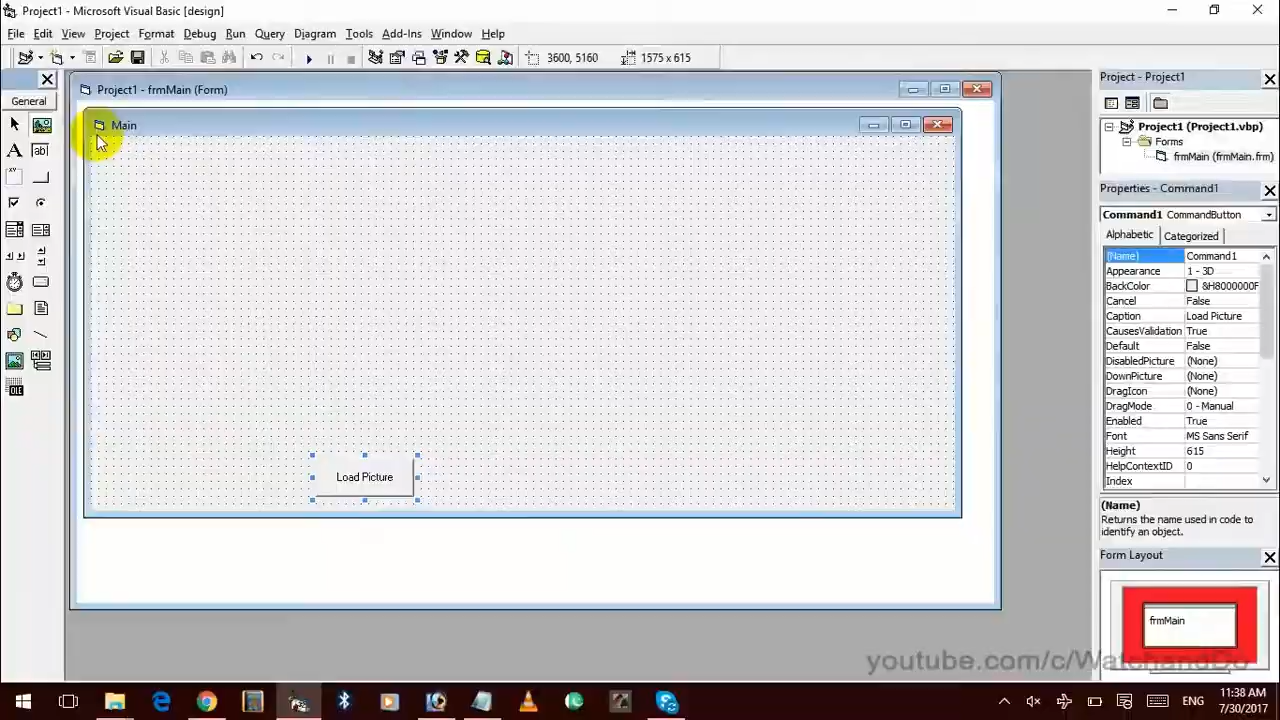 Project1 - Microsoft Visual Basic [design]
File Edit View Project Format Debug Run Query Diagram Tools Add-Ins Window Help
3600, 5160 1575 x 615
General
Project1 - frmMain (Form)
Main
Load Picture
Project - Project1
Project1 (Project1.vbp)
Forms
frmMain (frmMain.frm)
Properties - Command1
Command1 CommandButton
Alphabetic Categorized
(Name) Command1
Appearance 1 - 3D
BackColor &H8000000F
Cancel False
Caption Load Picture
CausesValidation True
Default False
DisabledPicture (None)
DownPicture (None)
DragIcon (None)
DragMode 0 - Manual
Enabled True
Font MS Sans Serif
Height 615
HelpContextID 0
Index
(Name)
Returns the name used in code to
identify an object.
Form Layout
frmMain
youtube.com/c/WatchandDo
ENG
11:38 AM
7/30/2017